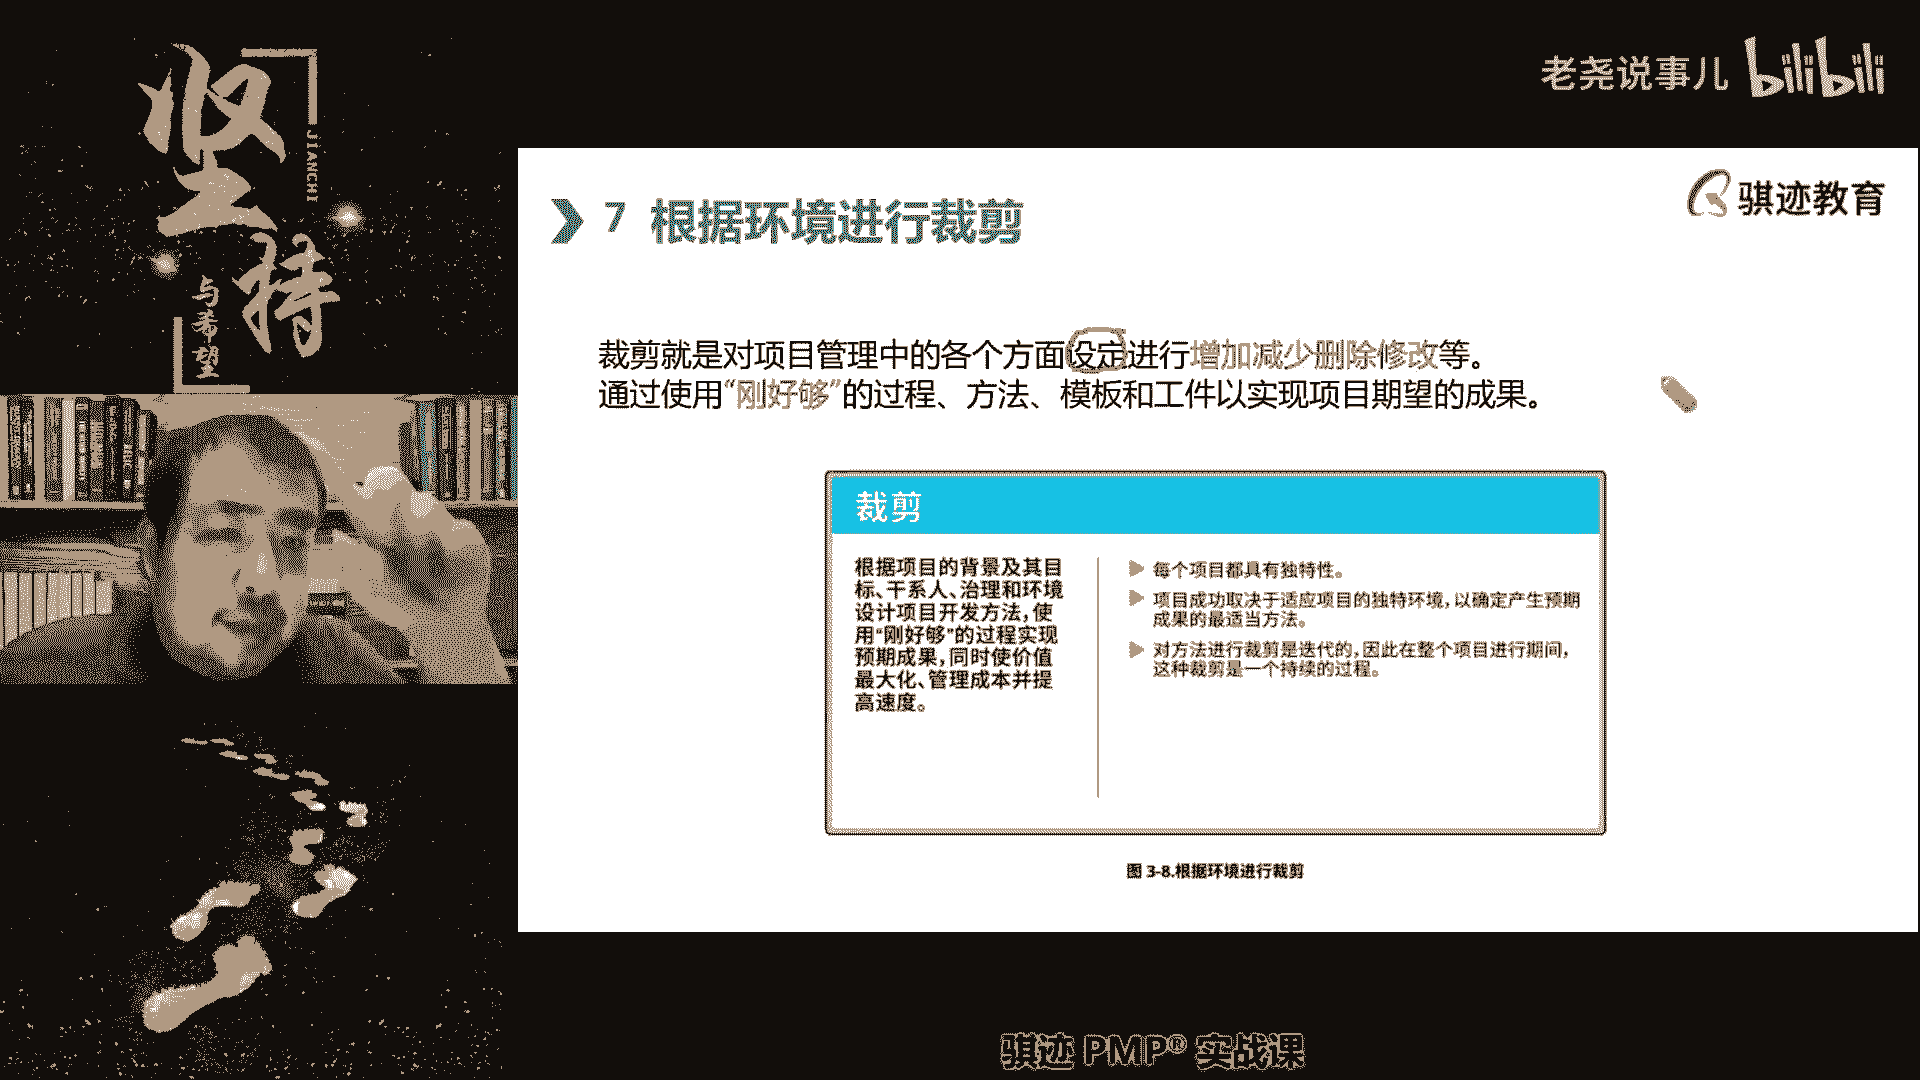 坚持
JIANCHI
与希望
老尧说事儿 bilibili
骐迹教育
7 根据环境进行裁剪
裁剪就是对项目管理中的各个方面设定进行增加减少删除修改等。
通过使用“刚好够”的过程、方法、模板和工件以实现项目期望的成果。
裁剪
根据项目的背景及其目
标、干系人、治理和环境
设计项目开发方法,使
用“刚好够”的过程实现
预期成果,同时使价值
最大化、管理成本并提
高速度。
每个项目都具有独特性。
项目成功取决于适应项目的独特环境,以确定产生预期
成果的最适当方法。
对方法进行裁剪是迭代的,因此在整个项目进行期间,
这种裁剪是一个持续的过程。
图 3-8.根据环境进行裁剪
骐迹 PMP® 实战课